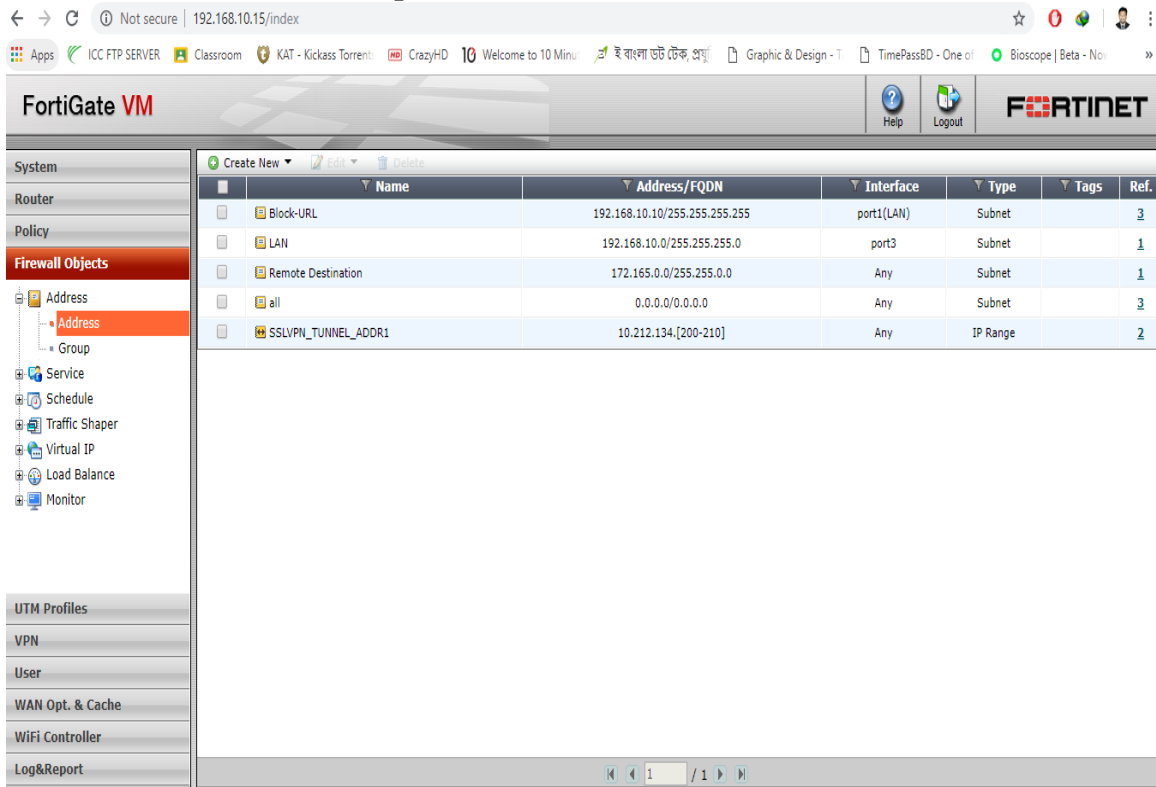 Not secure | 192.168.10.15/index
Apps ICC FTP SERVER Classroom KAT - Kickass Torrent CrazyHD Welcome to 10 Minu ই বাংলা ডট টেক, Graphic & Design - T TimePassBD - One of Bioscope | Beta - Nov »
FortiGate VM
Help
Logout
FORTINET
System
Router
Policy
Firewall Objects
Address
Address
Group
Service
Schedule
Traffic Shaper
Virtual IP
Load Balance
Monitor
UTM Profiles
VPN
User
WAN Opt. & Cache
WiFi Controller
Log&Report
Create New Edit Delete
Name Address/FQDN Interface Type Tags Ref.
Block-URL 192.168.10.10/255.255.255.255 port1(LAN) Subnet 3
LAN 192.168.10.0/255.255.255.0 port3 Subnet 1
Remote Destination 172.165.0.0/255.255.0.0 Any Subnet 1
all 0.0.0.0/0.0.0.0 Any Subnet 3
SSLVPN_TUNNEL_ADDR1 10.212.134.[200-210] Any IP Range 2
1 / 1